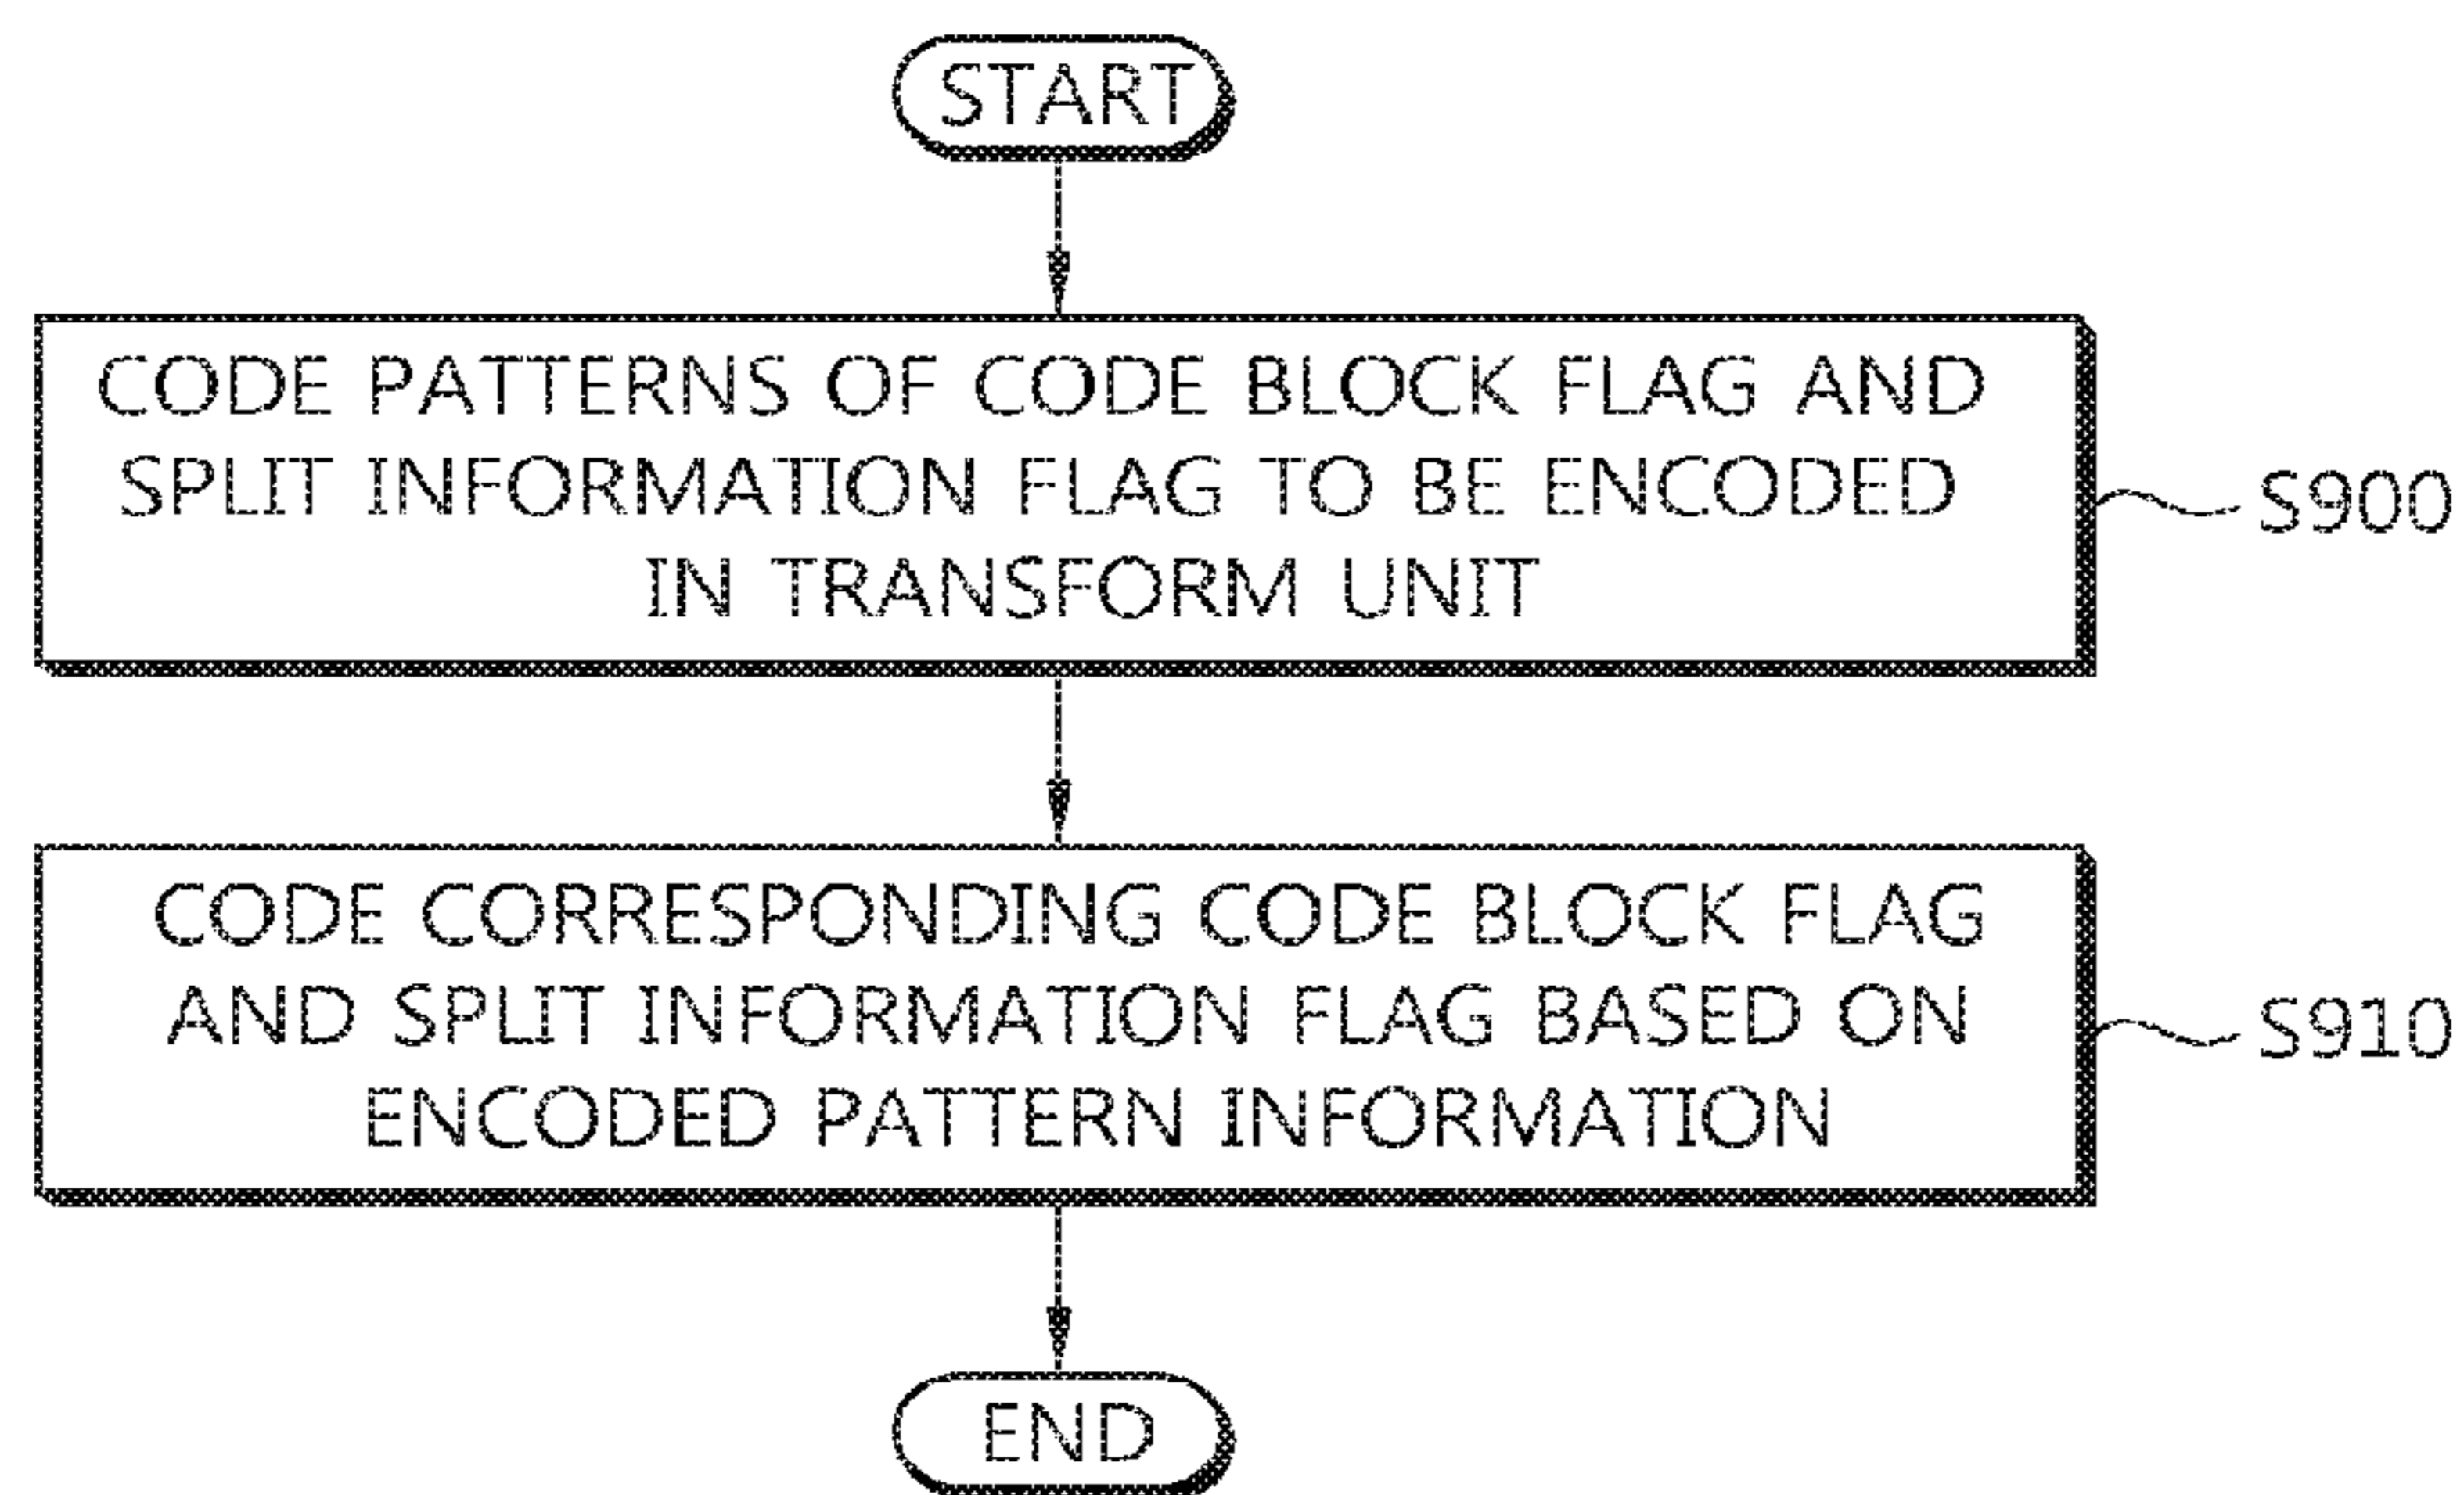 START
CODE PATTERNS OF CODE BLOCK FLAG AND
SPLIT INFORMATION FLAG TO BE ENCODED
IN TRANSFORM UNIT
S900
CODE CORRESPONDING CODE BLOCK FLAG
AND SPLIT INFORMATION FLAG BASED ON
ENCODED PATTERN INFORMATION
S910
END